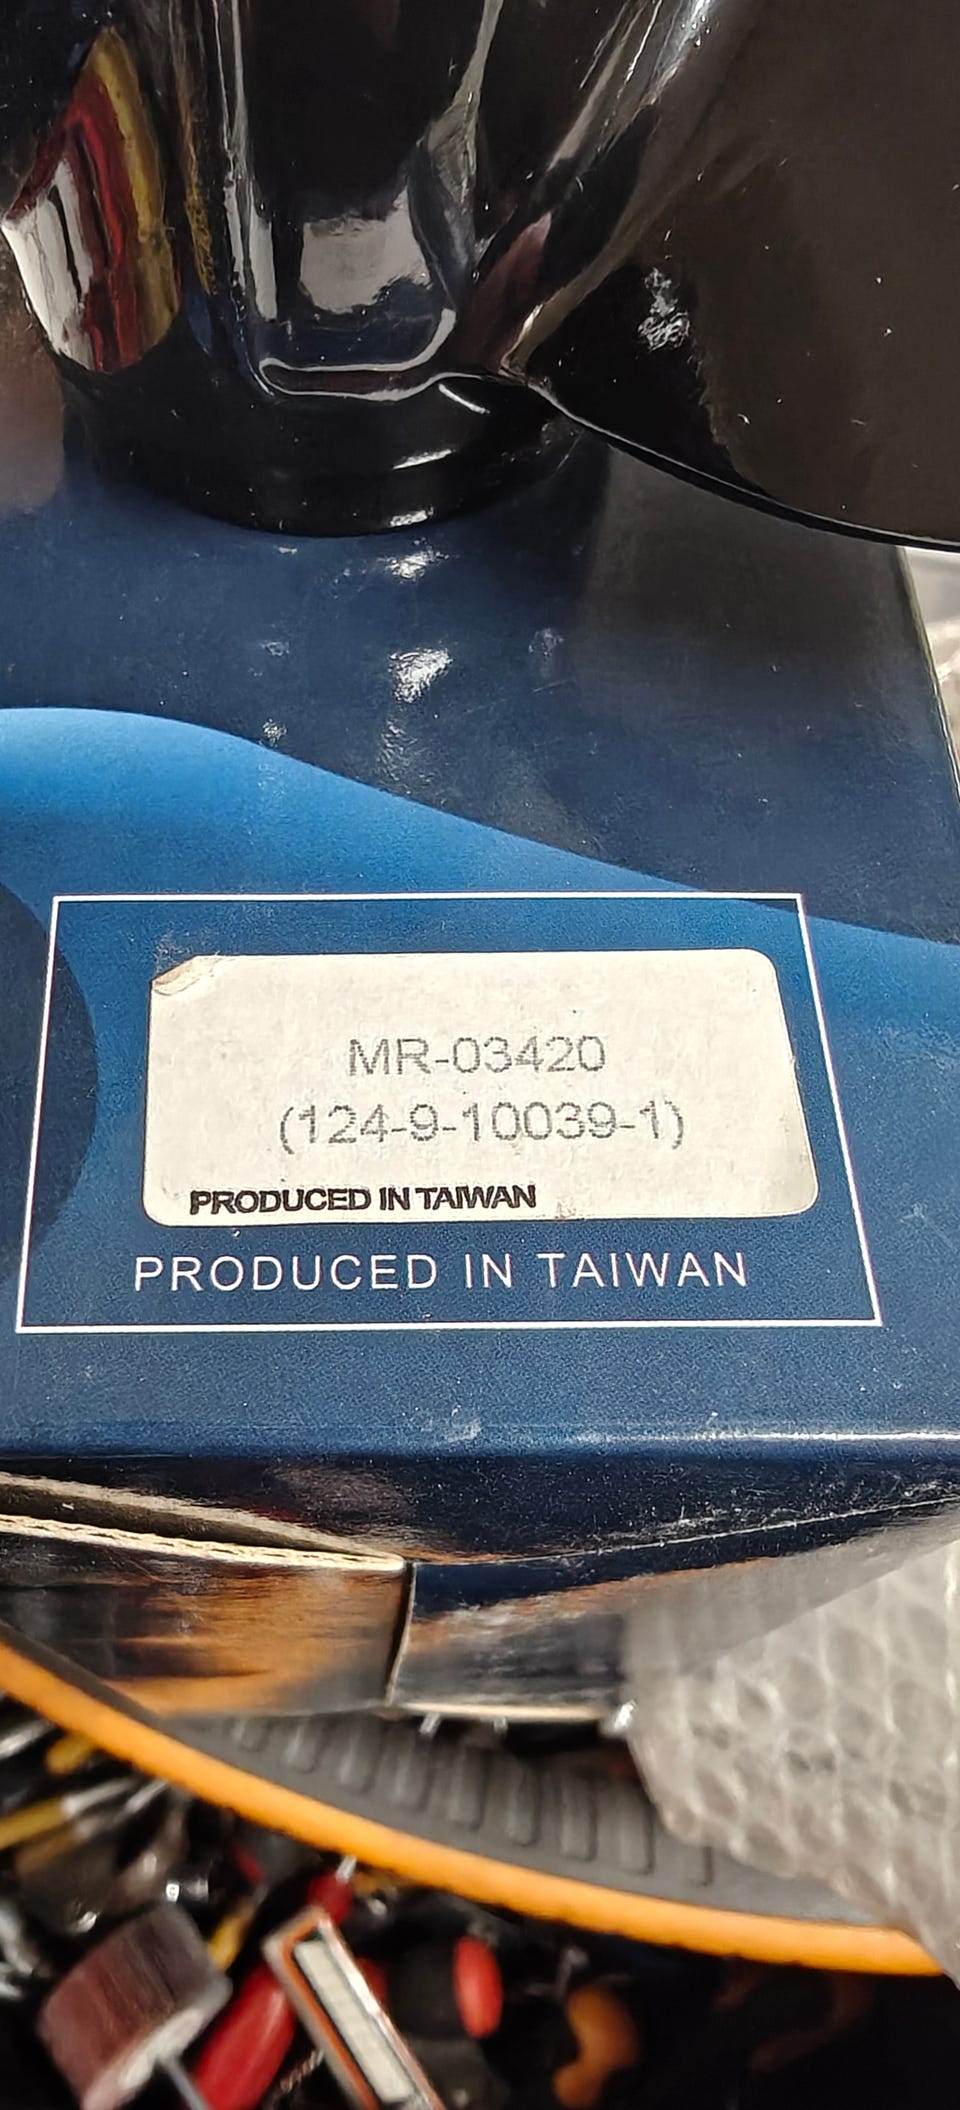 MR-03420
(124-9-10039-1)
PRODUCED IN TAIWAN
PRODUCED IN TAIWAN